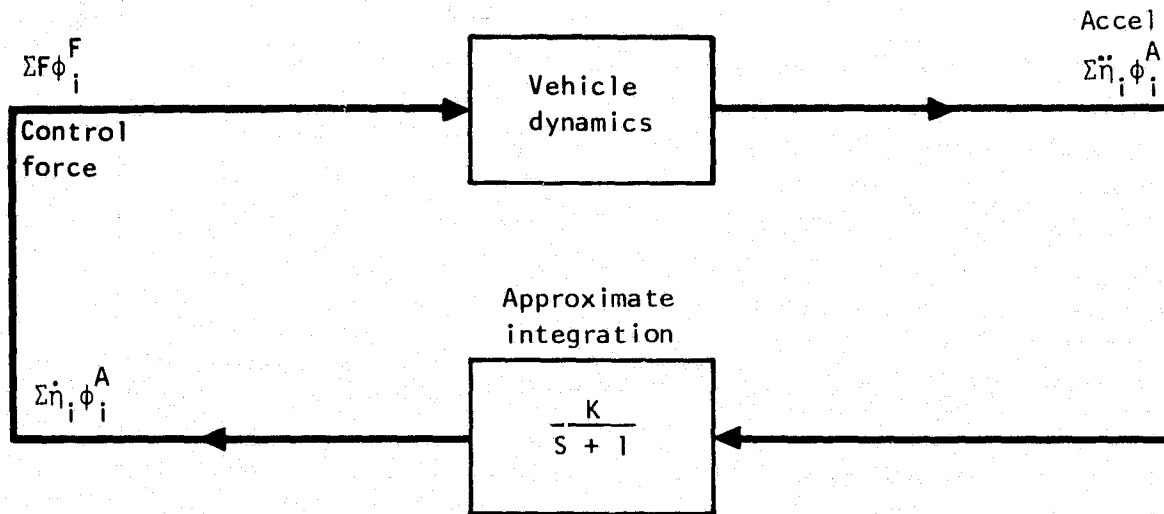 Accel
ΣFϕᵢᶠ
Ση̈ᵢϕᵢᴬ
Vehicle
dynamics
Control
force
Approximate
integration
Ση̇ᵢϕᵢᴬ
-K
S + 1